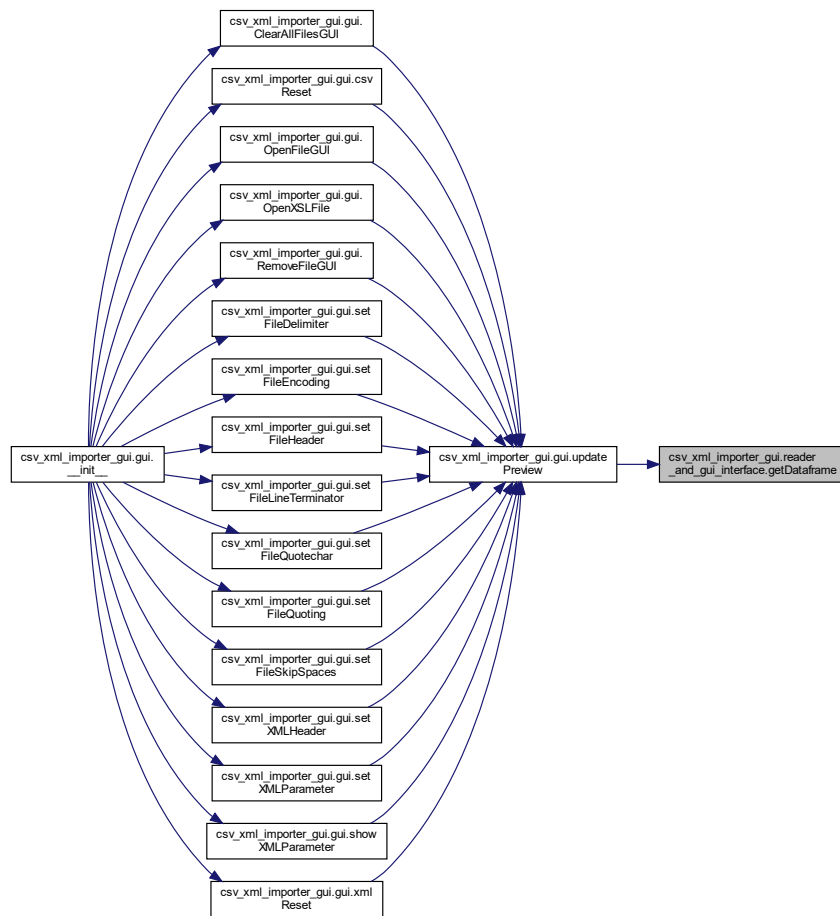 csv_xml_importer_gui.gui.
ClearAllFilesGUI
csv_xml_importer_gui.gui.csv
Reset
csv_xml_importer_gui.gui.
OpenFileGUI
csv_xml_importer_gui.gui.
OpenXSLFile
csv_xml_importer_gui.gui.
RemoveFileGUI
csv_xml_importer_gui.gui.set
FileDelimiter
csv_xml_importer_gui.gui.set
FileEncoding
csv_xml_importer_gui.gui.set
FileHeader
csv_xml_importer_gui.gui.
__init__
csv_xml_importer_gui.gui.update
Preview
csv_xml_importer_gui.reader
_and_gui_interface.getDataframe
csv_xml_importer_gui.gui.set
FileLineTerminator
csv_xml_importer_gui.gui.set
FileQuotechar
csv_xml_importer_gui.gui.set
FileQuoting
csv_xml_importer_gui.gui.set
FileSkipSpaces
csv_xml_importer_gui.gui.set
XMLHeader
csv_xml_importer_gui.gui.set
XMLParameter
csv_xml_importer_gui.gui.show
XMLParameter
csv_xml_importer_gui.gui.xml
Reset